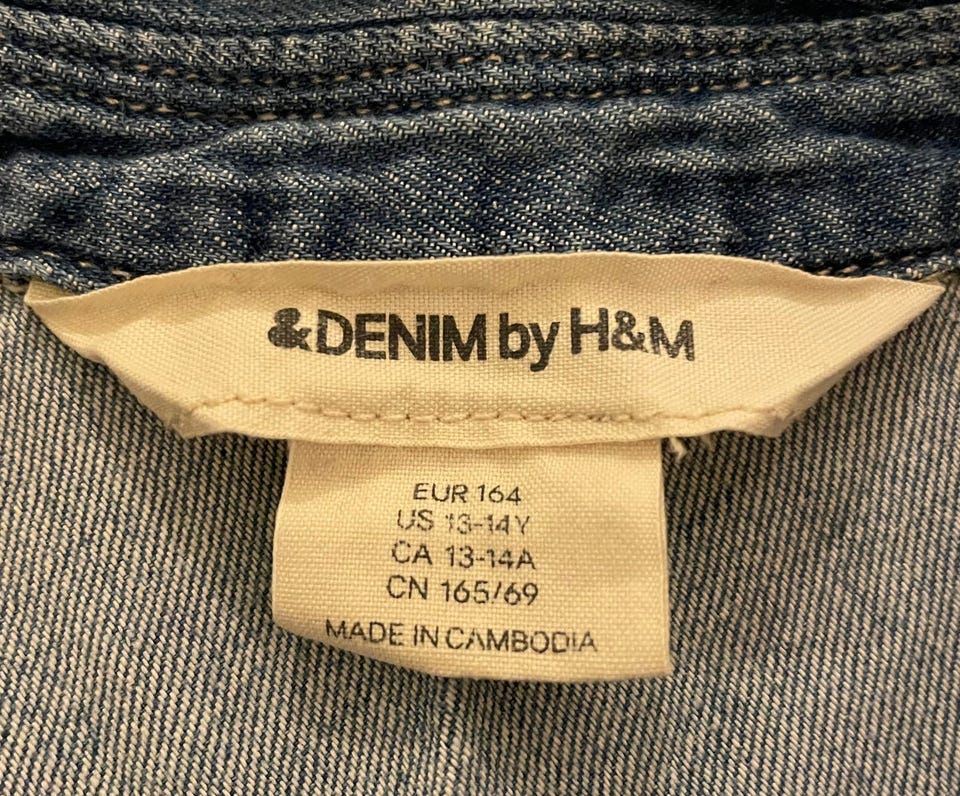 &DENIM by H&M
EUR 164
US 13-14Y
CA 13-14A
CN 165/69
MADE IN CAMBODIA